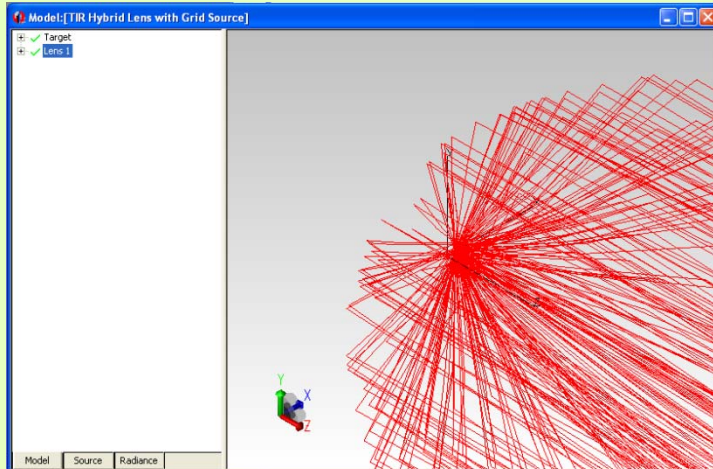 Model:[TIR Hybrid Lens with Grid Source]
Target
Lens 1
Y
X
Z
Model Source Radiance